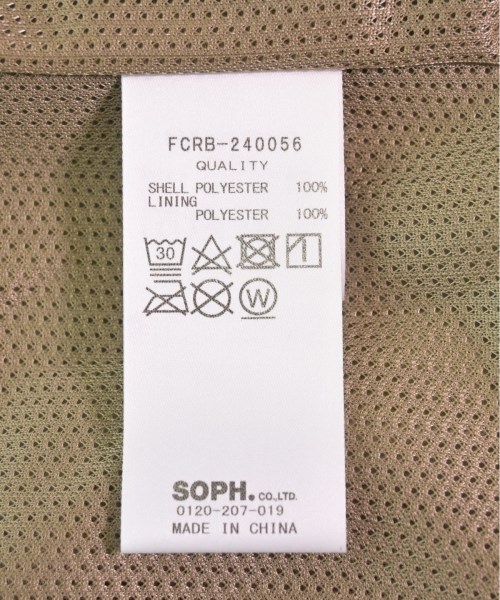 FCRB-240056
QUALITY
SHELL POLYESTER 100%
LINING
POLYESTER 100%
30
W
SOPH. CO.,LTD.
0120-207-019
MADE IN CHINA